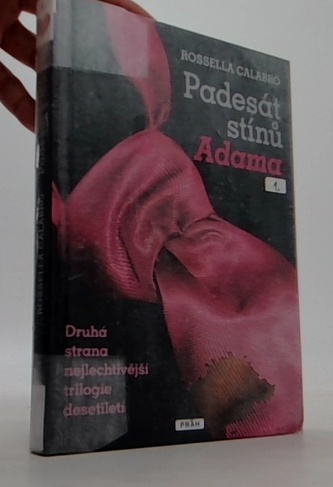 ROSSELLA CALABRÒ
Padesát
stínů
Adama
1.
Druhá
strana
nejlechtivější
trilogie
desetiletí
PRÁH
ROSSELLA CALABRÒ